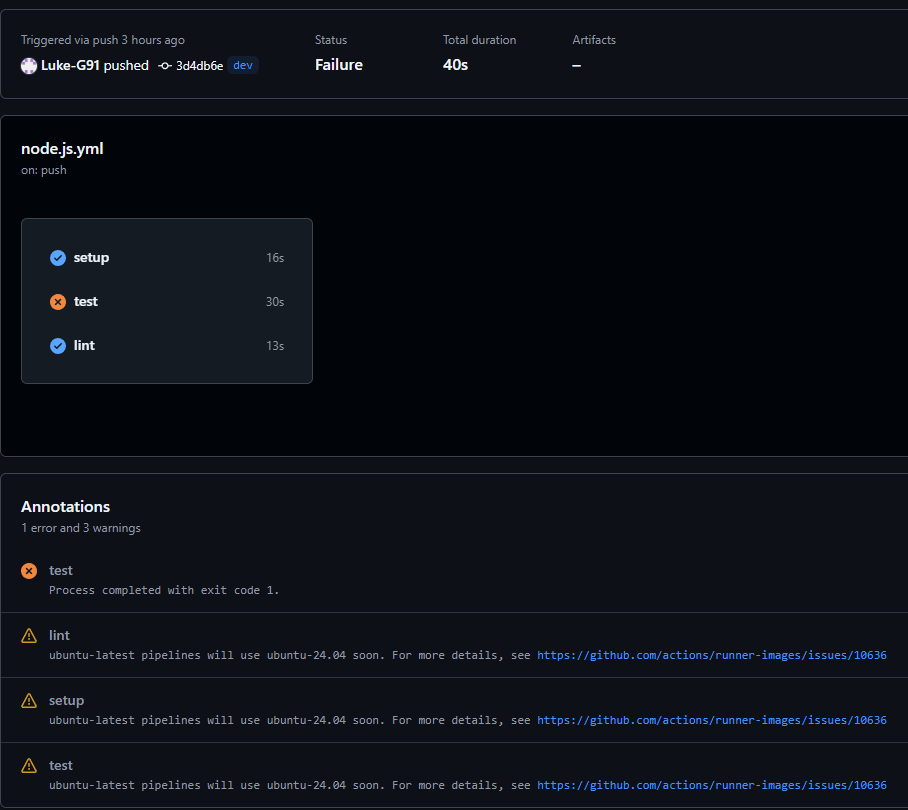 Triggered via push 3 hours ago
Luke-G91 pushed 3d4db6e dev
Status
Failure
Total duration
40s
Artifacts
–
node.js.yml
on: push
setup 16s
test 30s
lint 13s
Annotations
1 error and 3 warnings
test
Process completed with exit code 1.
lint
ubuntu-latest pipelines will use ubuntu-24.04 soon. For more details, see https://github.com/actions/runner-images/issues/10636
setup
ubuntu-latest pipelines will use ubuntu-24.04 soon. For more details, see https://github.com/actions/runner-images/issues/10636
test
ubuntu-latest pipelines will use ubuntu-24.04 soon. For more details, see https://github.com/actions/runner-images/issues/10636